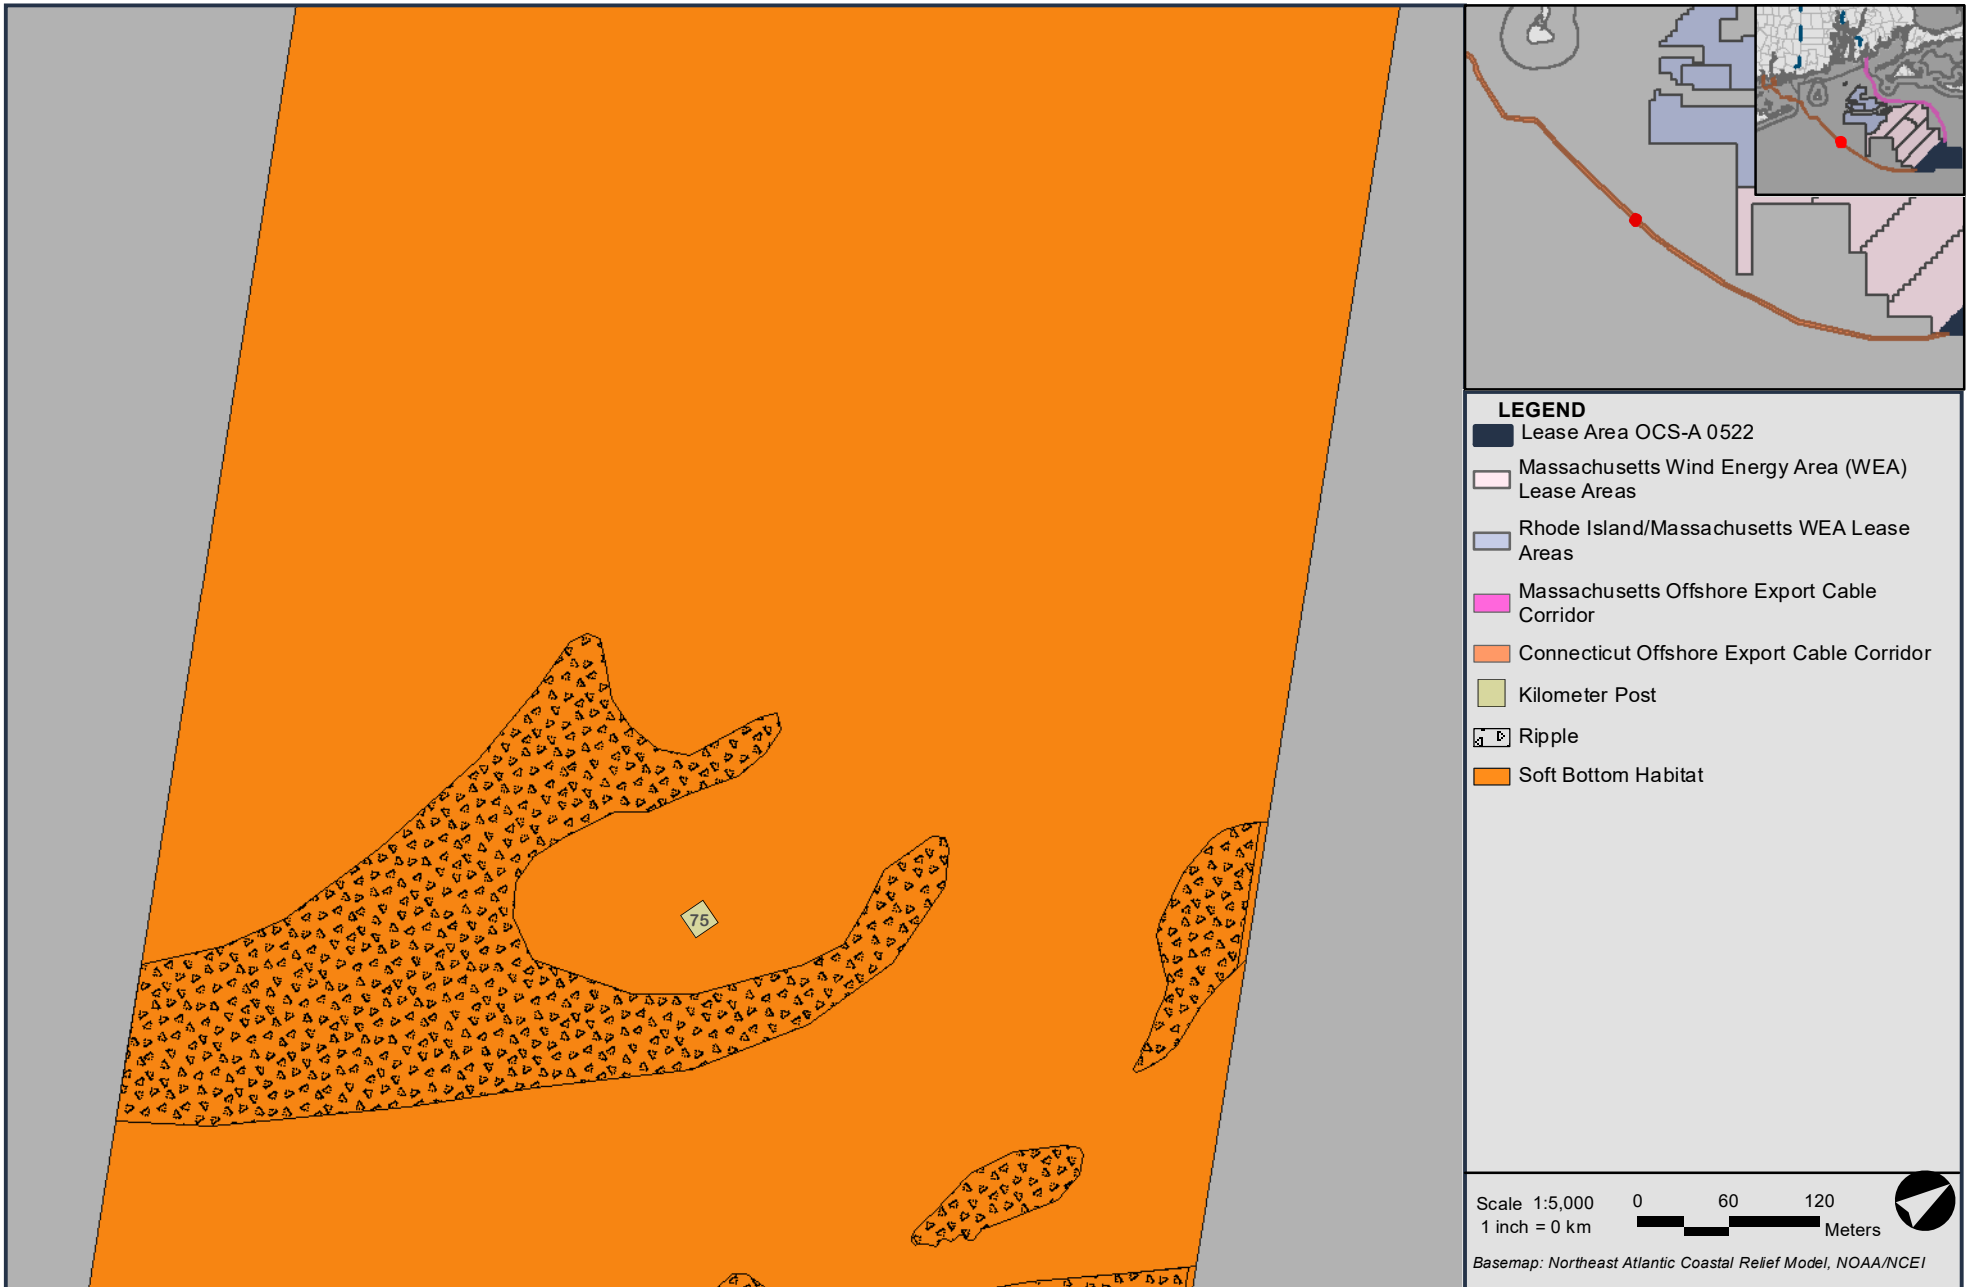 75
LEGEND
Lease Area OCS-A 0522
Massachusetts Wind Energy Area (WEA)
Lease Areas
Rhode Island/Massachusetts WEA Lease
Areas
Massachusetts Offshore Export Cable
Corridor
Connecticut Offshore Export Cable Corridor
Kilometer Post
Ripple
Soft Bottom Habitat
Scale 1:5,000
1 inch = 0 km
0 60 120
Meters
Basemap: Northeast Atlantic Coastal Relief Model, NOAA/NCEI